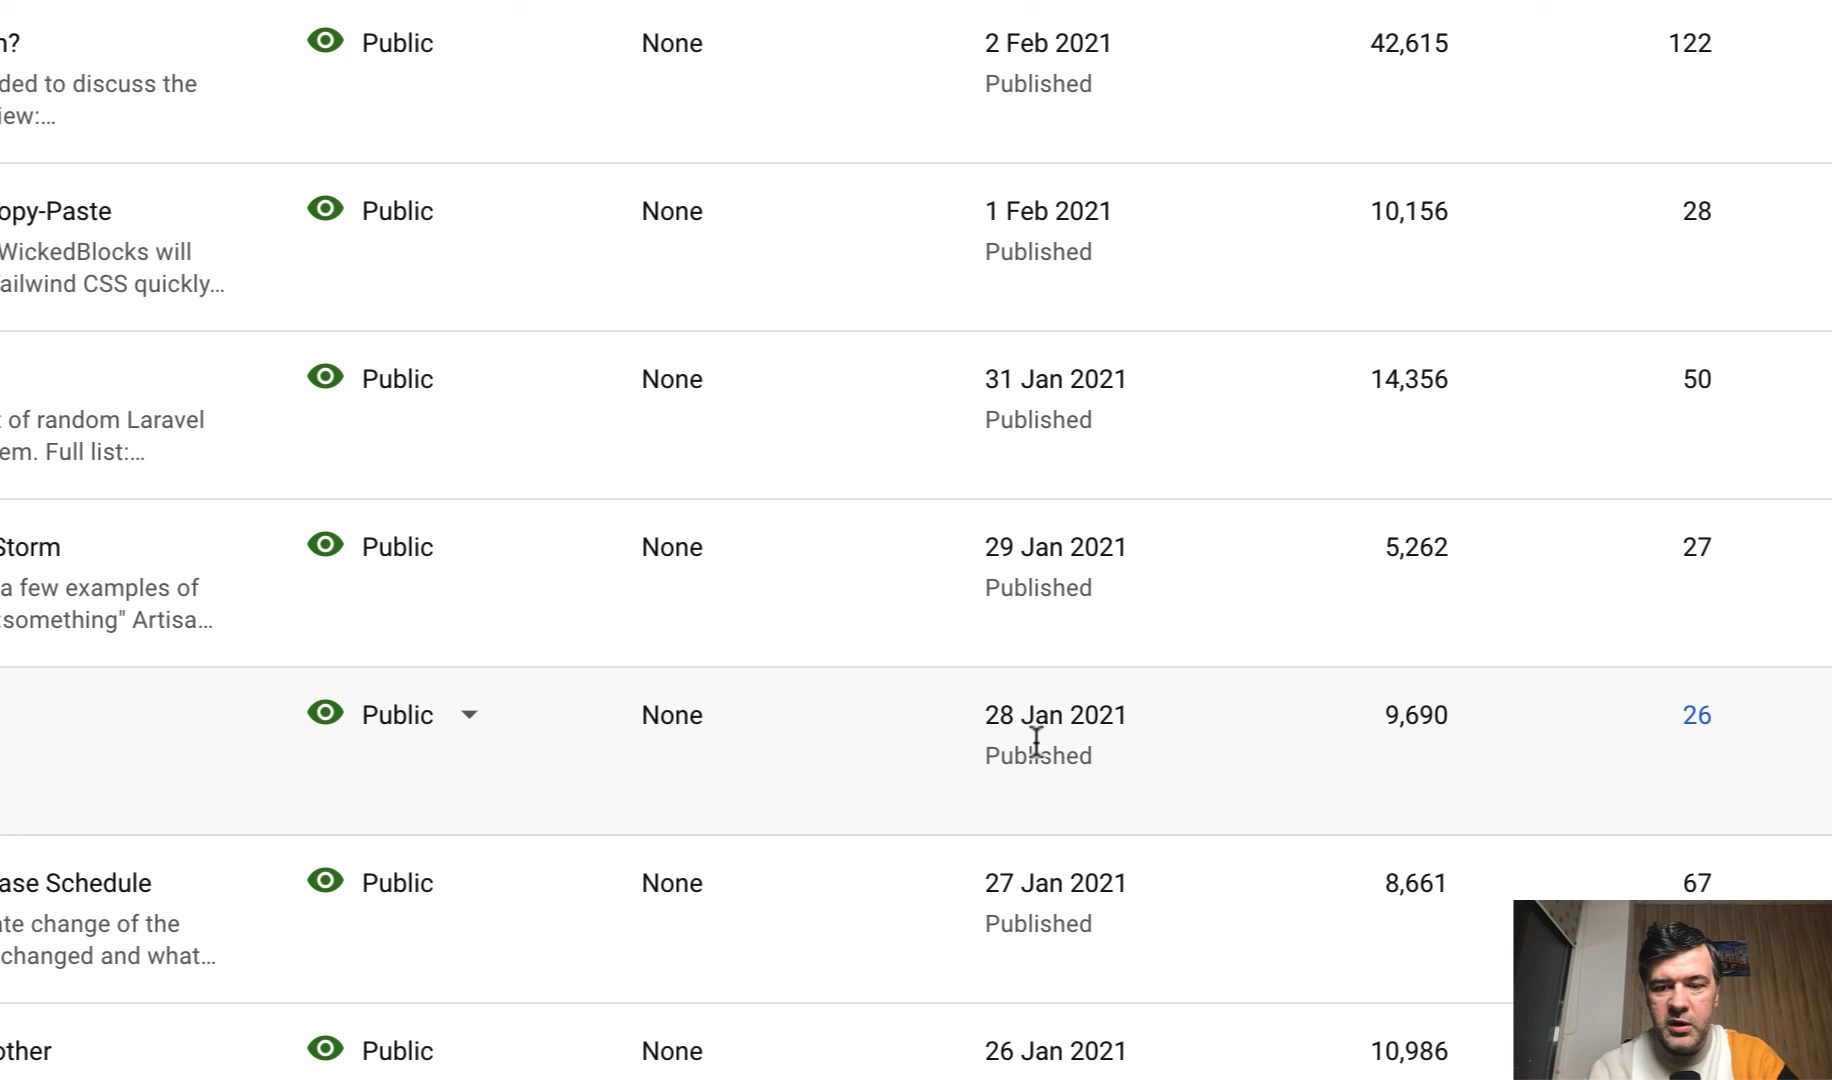 n? Public None 2 Feb 2021 42,615 122
ded to discuss the Published
iew:…
opy-Paste Public None 1 Feb 2021 10,156 28
WickedBlocks will Published
ailwind CSS quickly…
Public None 31 Jan 2021 14,356 50
t of random Laravel Published
em. Full list:…
Storm Public None 29 Jan 2021 5,262 27
a few examples of Published
:something" Artisa…
Public None 28 Jan 2021 9,690 26
Published
ase Schedule Public None 27 Jan 2021 8,661 67
ate change of the Published
changed and what…
other Public None 26 Jan 2021 10,986